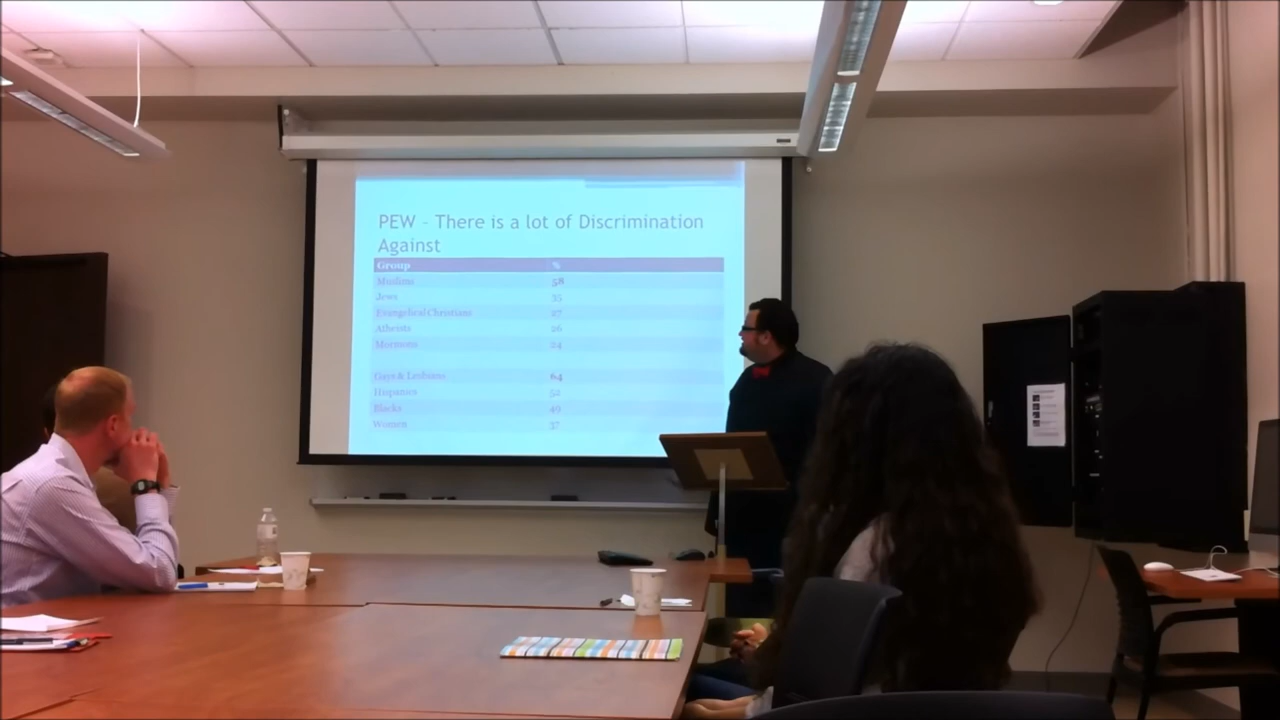 PEW - There is a lot of Discrimination
Against
Group %
Muslims 58
Jews 35
Evangelical Christians 27
Atheists 26
Mormons 24
Gays & Lesbians 64
Hispanics 52
Blacks 49
Women 37